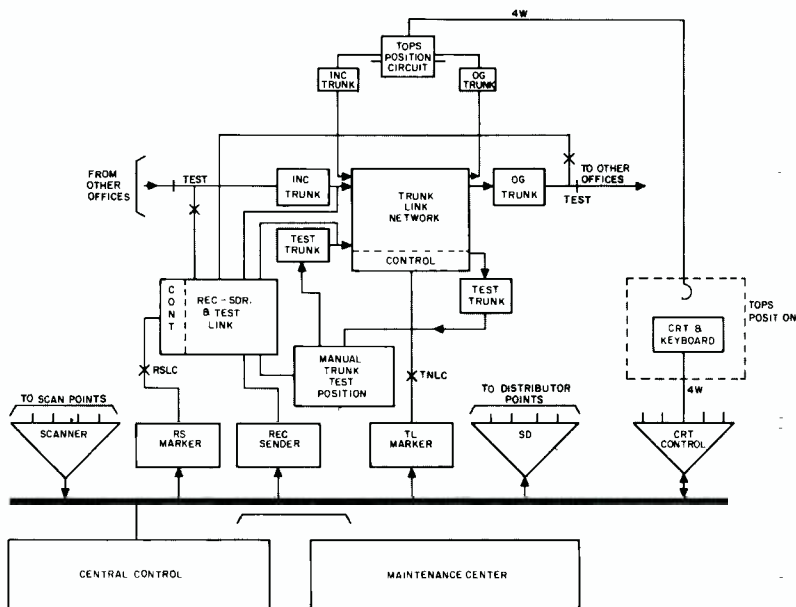 4W
TOPS
POSITION
CIRCUIT
INC
TRUNK
OG
TRUNK
FROM
OTHER
OFFICES
TEST
INC
TRUNK
TRUNK
LINK
NETWORK
CONTROL
OG
TRUNK
TO OTHER
OFFICES
TEST
TEST
TRUNK
TEST
TRUNK
CONT
REC-SDR.
& TEST
LINK
RSLC
MANUAL
TRUNK TEST
POSITION
TNLC
TOPS
POSIT ON
CRT &
KEYBOARD
4W
TO SCAN POINTS
SCANNER
RS
MARKER
REC
SENDER
TL
MARKER
TO DISTRIBUTOR
POINTS
SD
CRT
CONTROL
CENTRAL CONTROL
MAINTENANCE CENTER